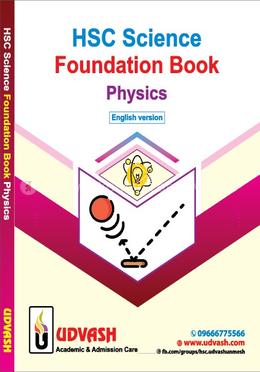 HSC Science
Foundation Book
Physics
English version
HSC Science Foundation Book Physics
UDVASH
UDVASH
Academic & Admission Care
09666775566
www.udvash.com
fb.com/groups/hsc.udvashunmesh